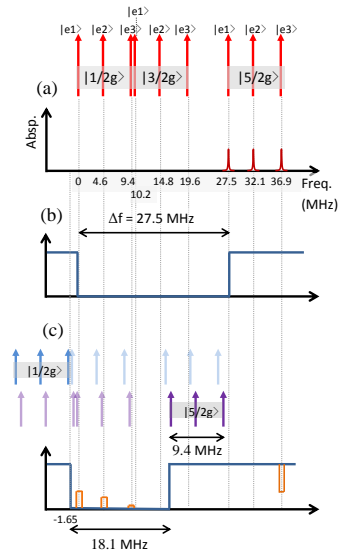 |e1⟩
|e1⟩ |e2⟩ |e3⟩ |e2⟩ |e3⟩ |e1⟩ |e2⟩ |e3⟩
|1/2g⟩ |3/2g⟩ |5/2g⟩
(a)
Absp.
0 4.6 9.4 14.8 19.6 27.5 32.1 36.9 Freq.
10.2 (MHz)
(b) Δf = 27.5 MHz
(c)
|1/2g⟩
|5/2g⟩
9.4 MHz
-1.65
18.1 MHz